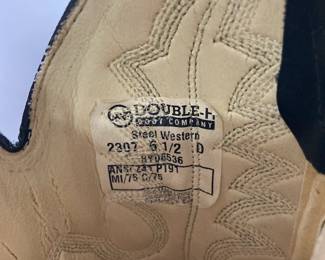 DOUBLE-H
BOOT COMPANY
Steel Western
2307 6 1/2 D
ANSI Z41 PT91
MI/75 C/75